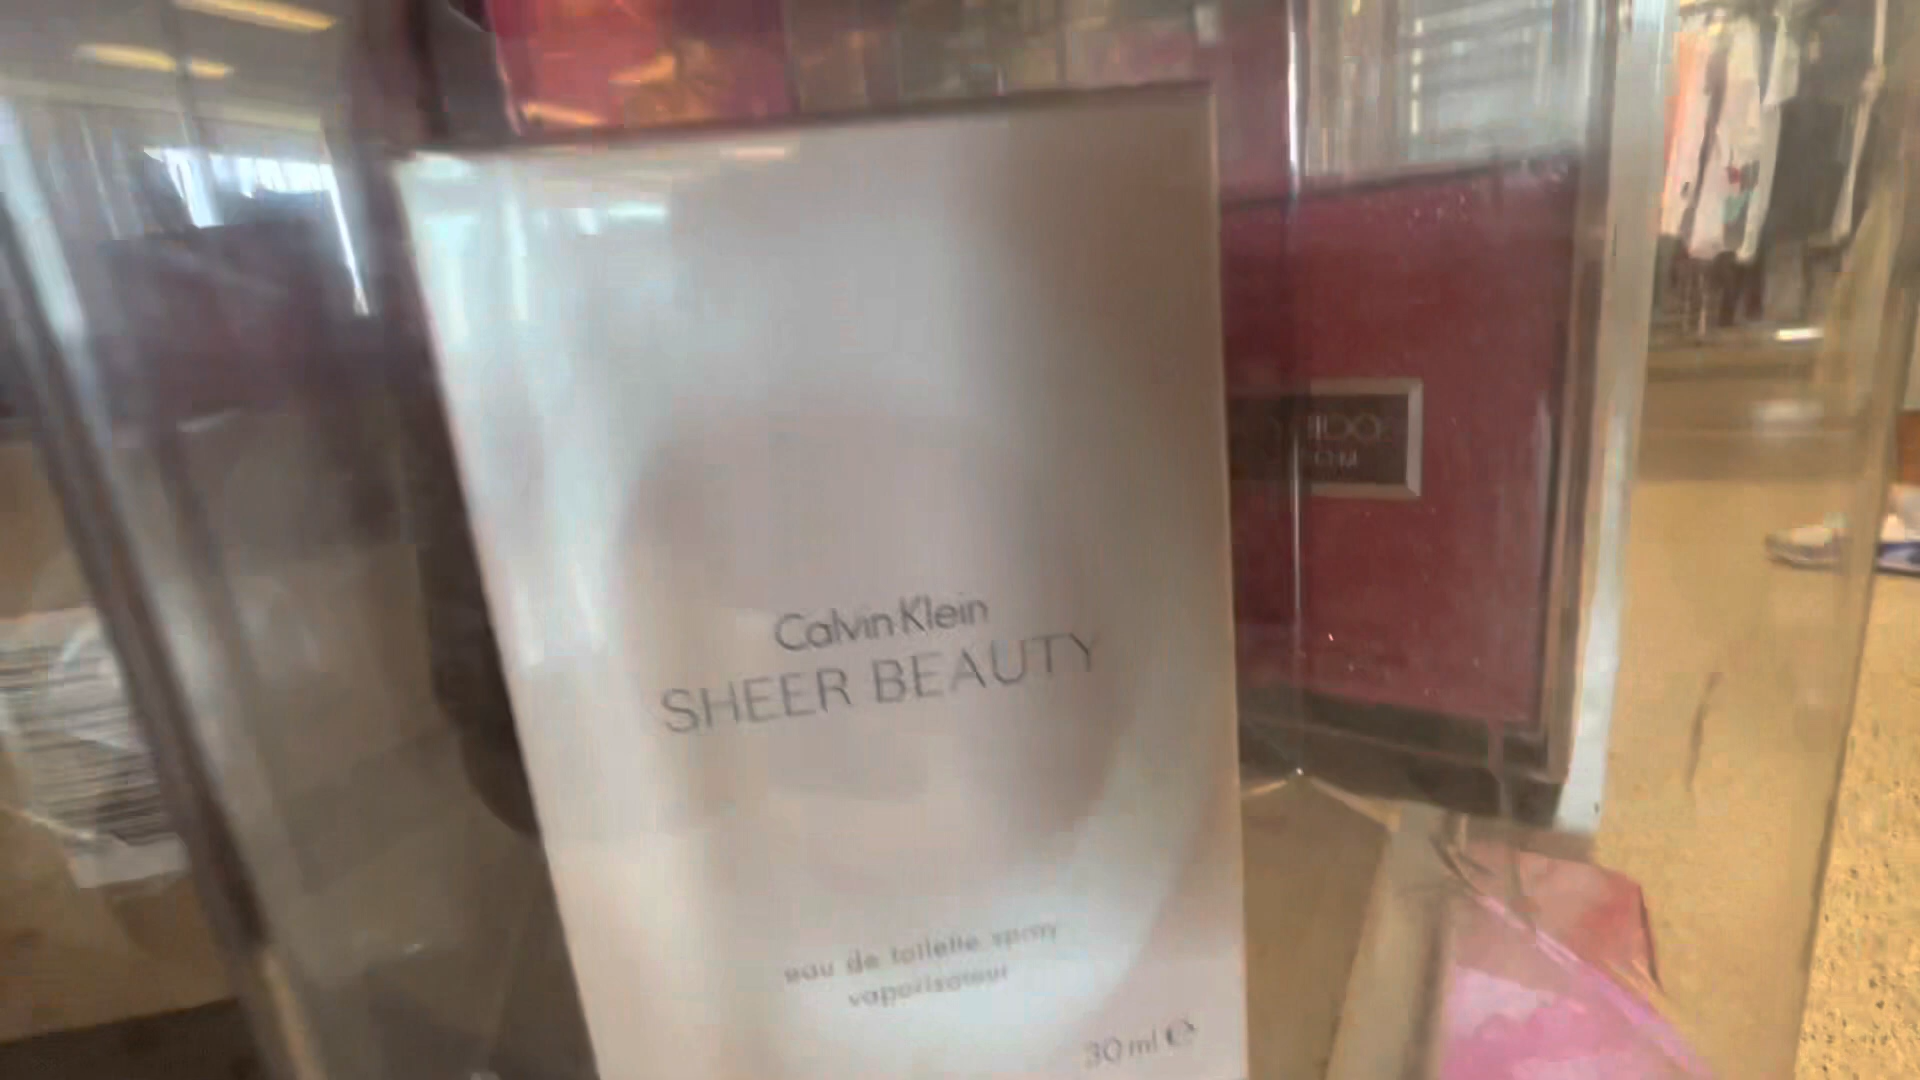 Calvin Klein
SHEER BEAUTY
eau de toilette spray
vaporisateur
30 ml ℮